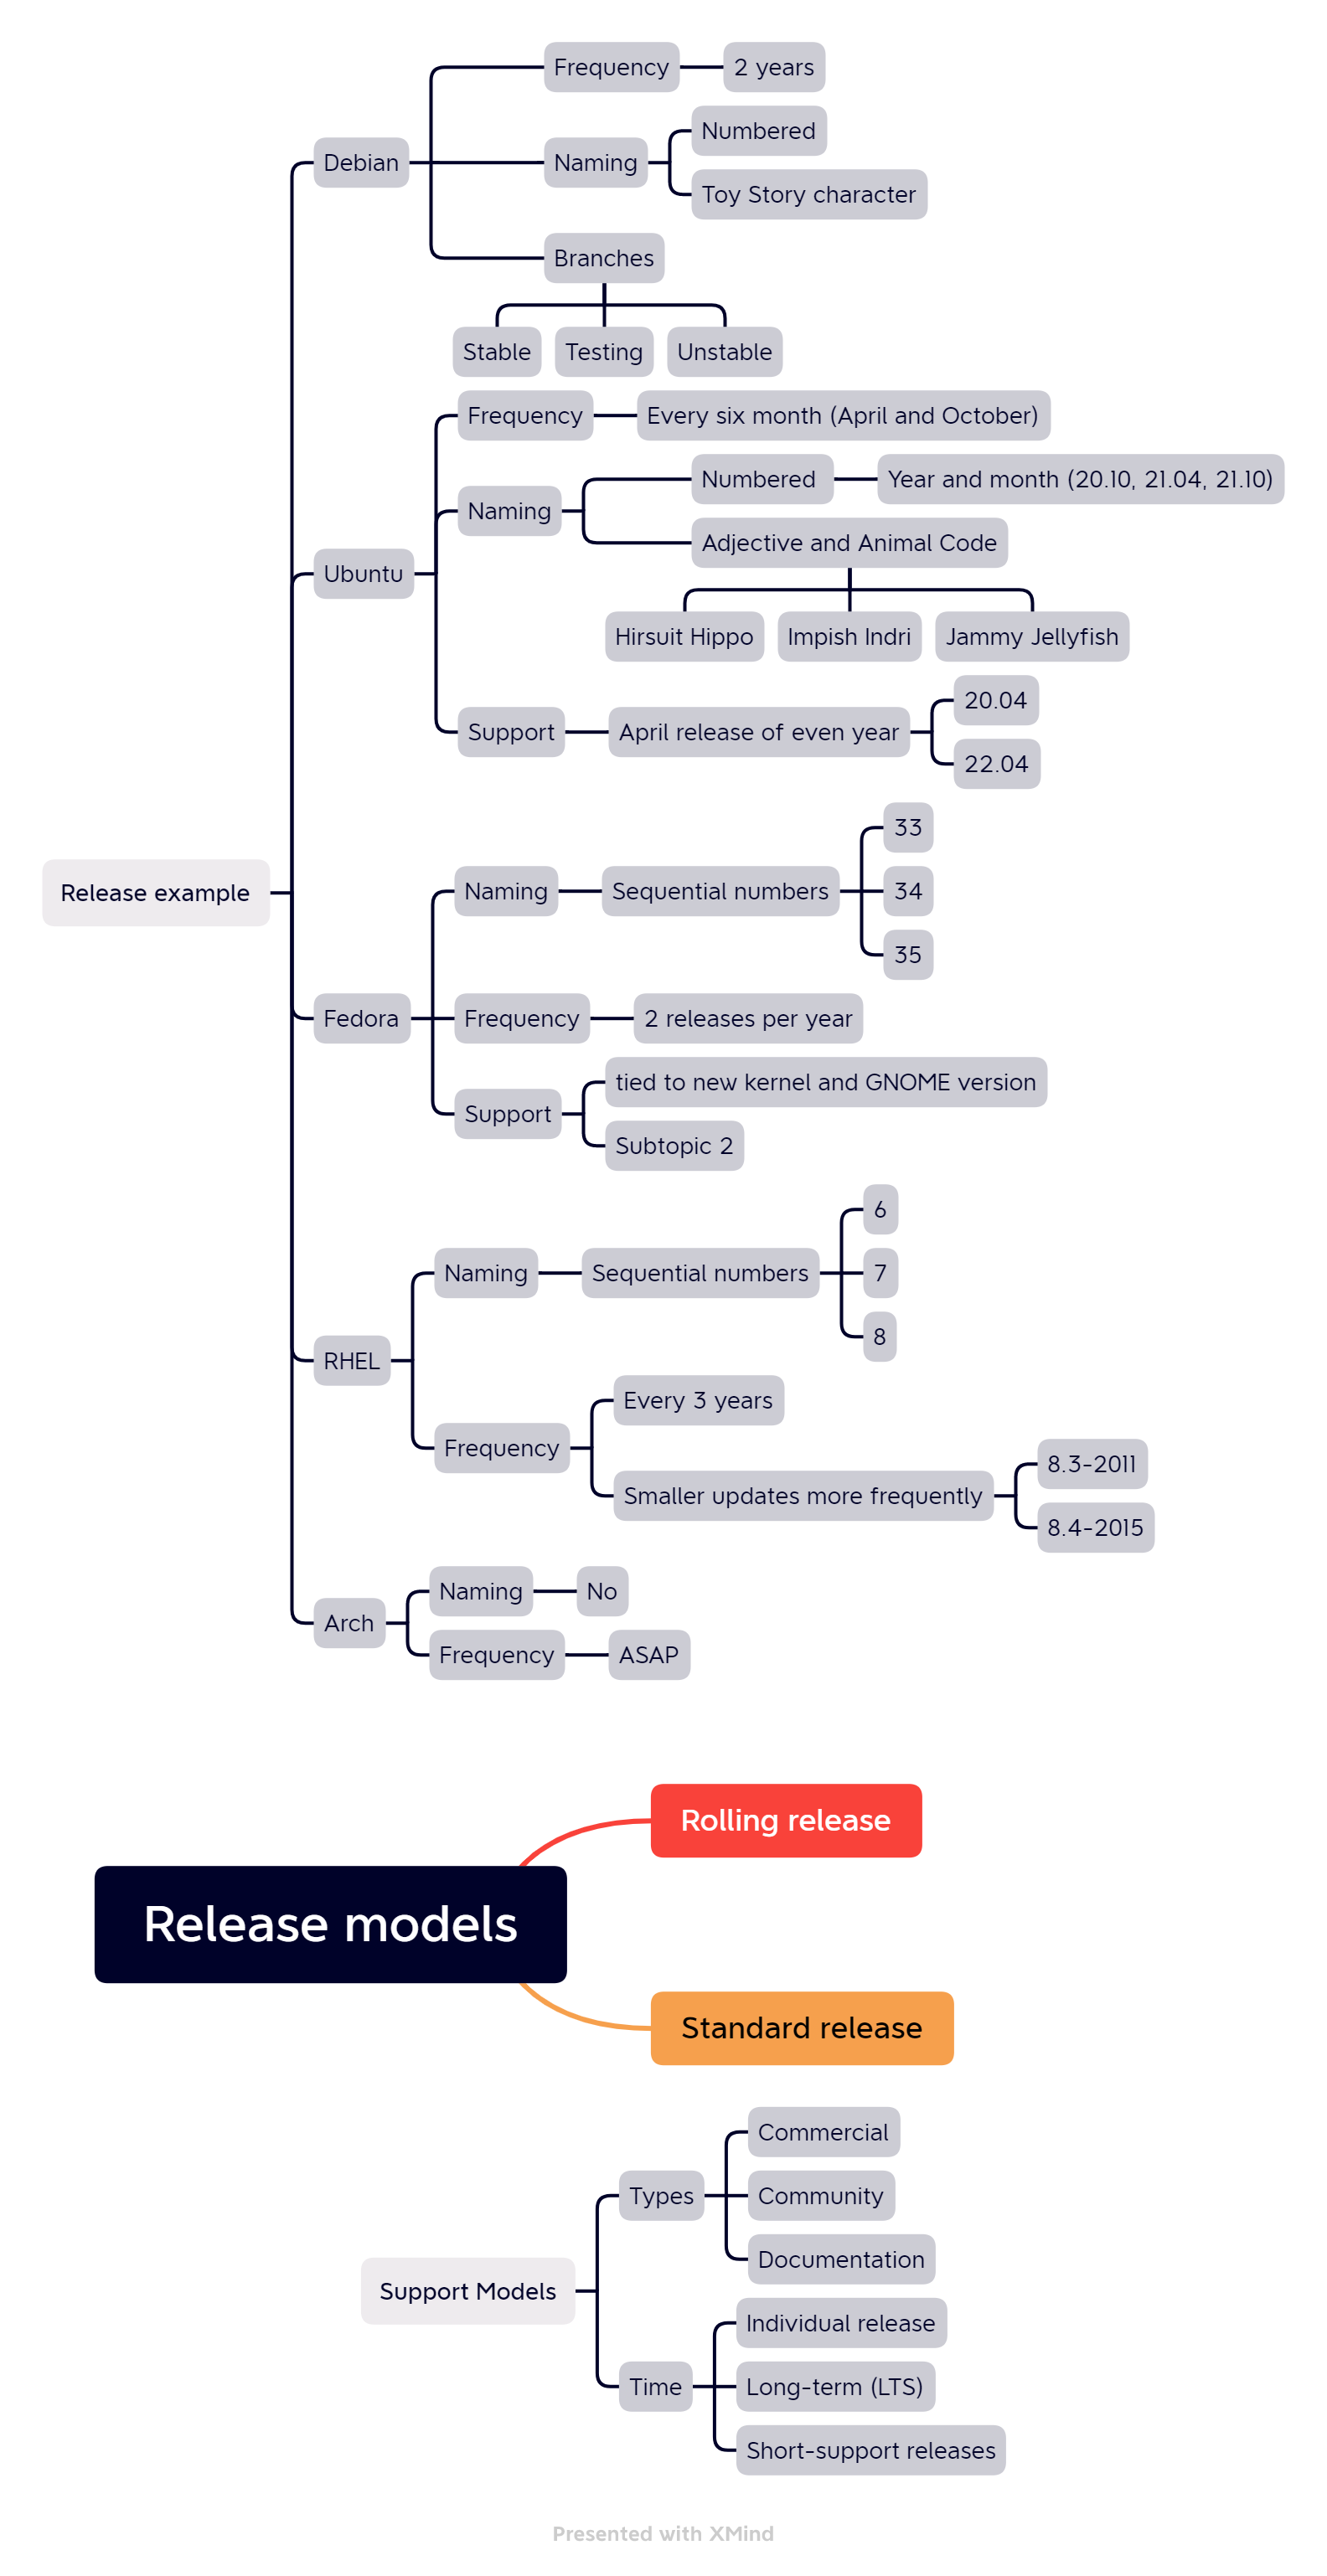 Frequency
2 years
Numbered
Debian
Naming
Toy Story character
Branches
Stable
Testing
Unstable
Frequency
Every six month (April and October)
Numbered
Year and month (20.10, 21.04, 21.10)
Naming
Adjective and Animal Code
Ubuntu
Hirsuit Hippo
Impish Indri
Jammy Jellyfish
20.04
Support
April release of even year
22.04
33
Release example
Naming
Sequential numbers
34
35
Fedora
Frequency
2 releases per year
tied to new kernel and GNOME version
Support
Subtopic 2
6
Naming
Sequential numbers
7
8
RHEL
Every 3 years
Frequency
8.3-2011
Smaller updates more frequently
8.4-2015
Naming
No
Arch
Frequency
ASAP
Rolling release
Release models
Standard release
Commercial
Types
Community
Documentation
Support Models
Individual release
Time
Long-term (LTS)
Short-support releases
Presented with XMind